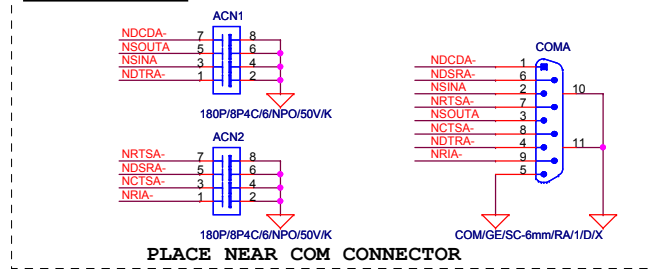 ACN1
NDCDA- 7 8
NSOUTA 5 6
NSINA 3 4
NDTRA- 1 2
180P/8P4C/6/NPO/50V/K
ACN2
NRTSA- 7 8
NDSRA- 5 6
NCTSA- 3 4
NRIA- 1 2
180P/8P4C/6/NPO/50V/K
COMA
NDCDA- 1
NDSRA- 6
NSINA 2 10
NRTSA- 7
NSOUTA 3
NCTSA- 8
NDTRA- 4 11
NRIA- 9
5
COM/GE/SC-6mm/RA/1/D/X
PLACE NEAR COM CONNECTOR